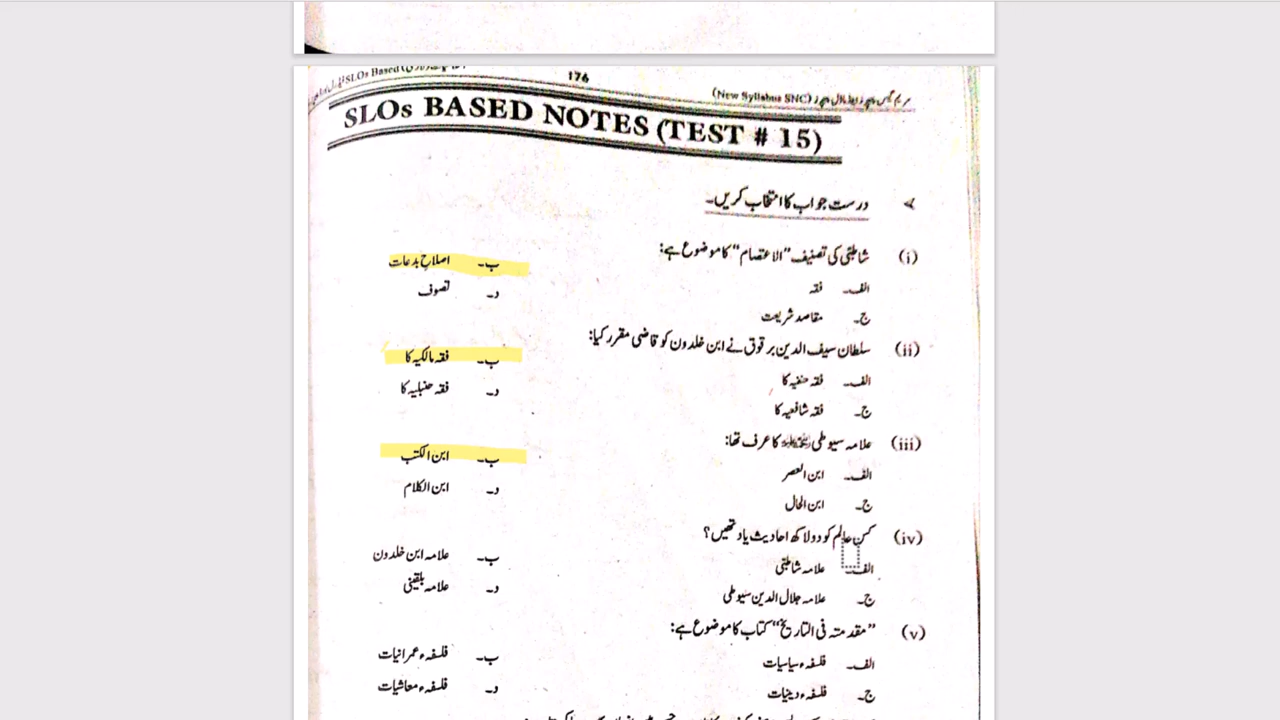 SLOs Based
176
(New Syllabus SNC)
SLOs BASED NOTES (TEST # 15)
درست جواب کا انتخاب کریں۔
(i) شاطبیؒ کی تصنیف "الاعتصام" کا موضوع ہے:
الف۔ فقہ ب۔ اصلاحِ بدعات
ج۔ مقاصد شریعت د۔ تصوف
(ii) سلطان سیف الدین برقوق نے ابن خلدون کو قاضی مقرر کیا:
الف۔ فقہ حنفیہ کا ب۔ فقہ مالکیہ کا
ج۔ فقہ شافعیہ کا د۔ فقہ حنبلیہ کا
(iii) علامہ سیوطی کا عرف تھا:
الف۔ ابن العصر ب۔ ابن الکتب
ج۔ ابن الحال د۔ ابن الکلام
(iv) کس عالم کو دو لاکھ احادیث یاد تھیں؟
الف۔ علامہ شاطبیؒ ب۔ علامہ ابن خلدون
ج۔ علامہ جلال الدین سیوطی د۔ علامہ بلقینیؒ
(v) "مقدمتہ فی التاریخ" کتاب کا موضوع ہے:
الف۔ فلسفہء سیاسیات ب۔ فلسفہء عمرانیات
ج۔ فلسفہء دینیات د۔ فلسفہء معاشیات